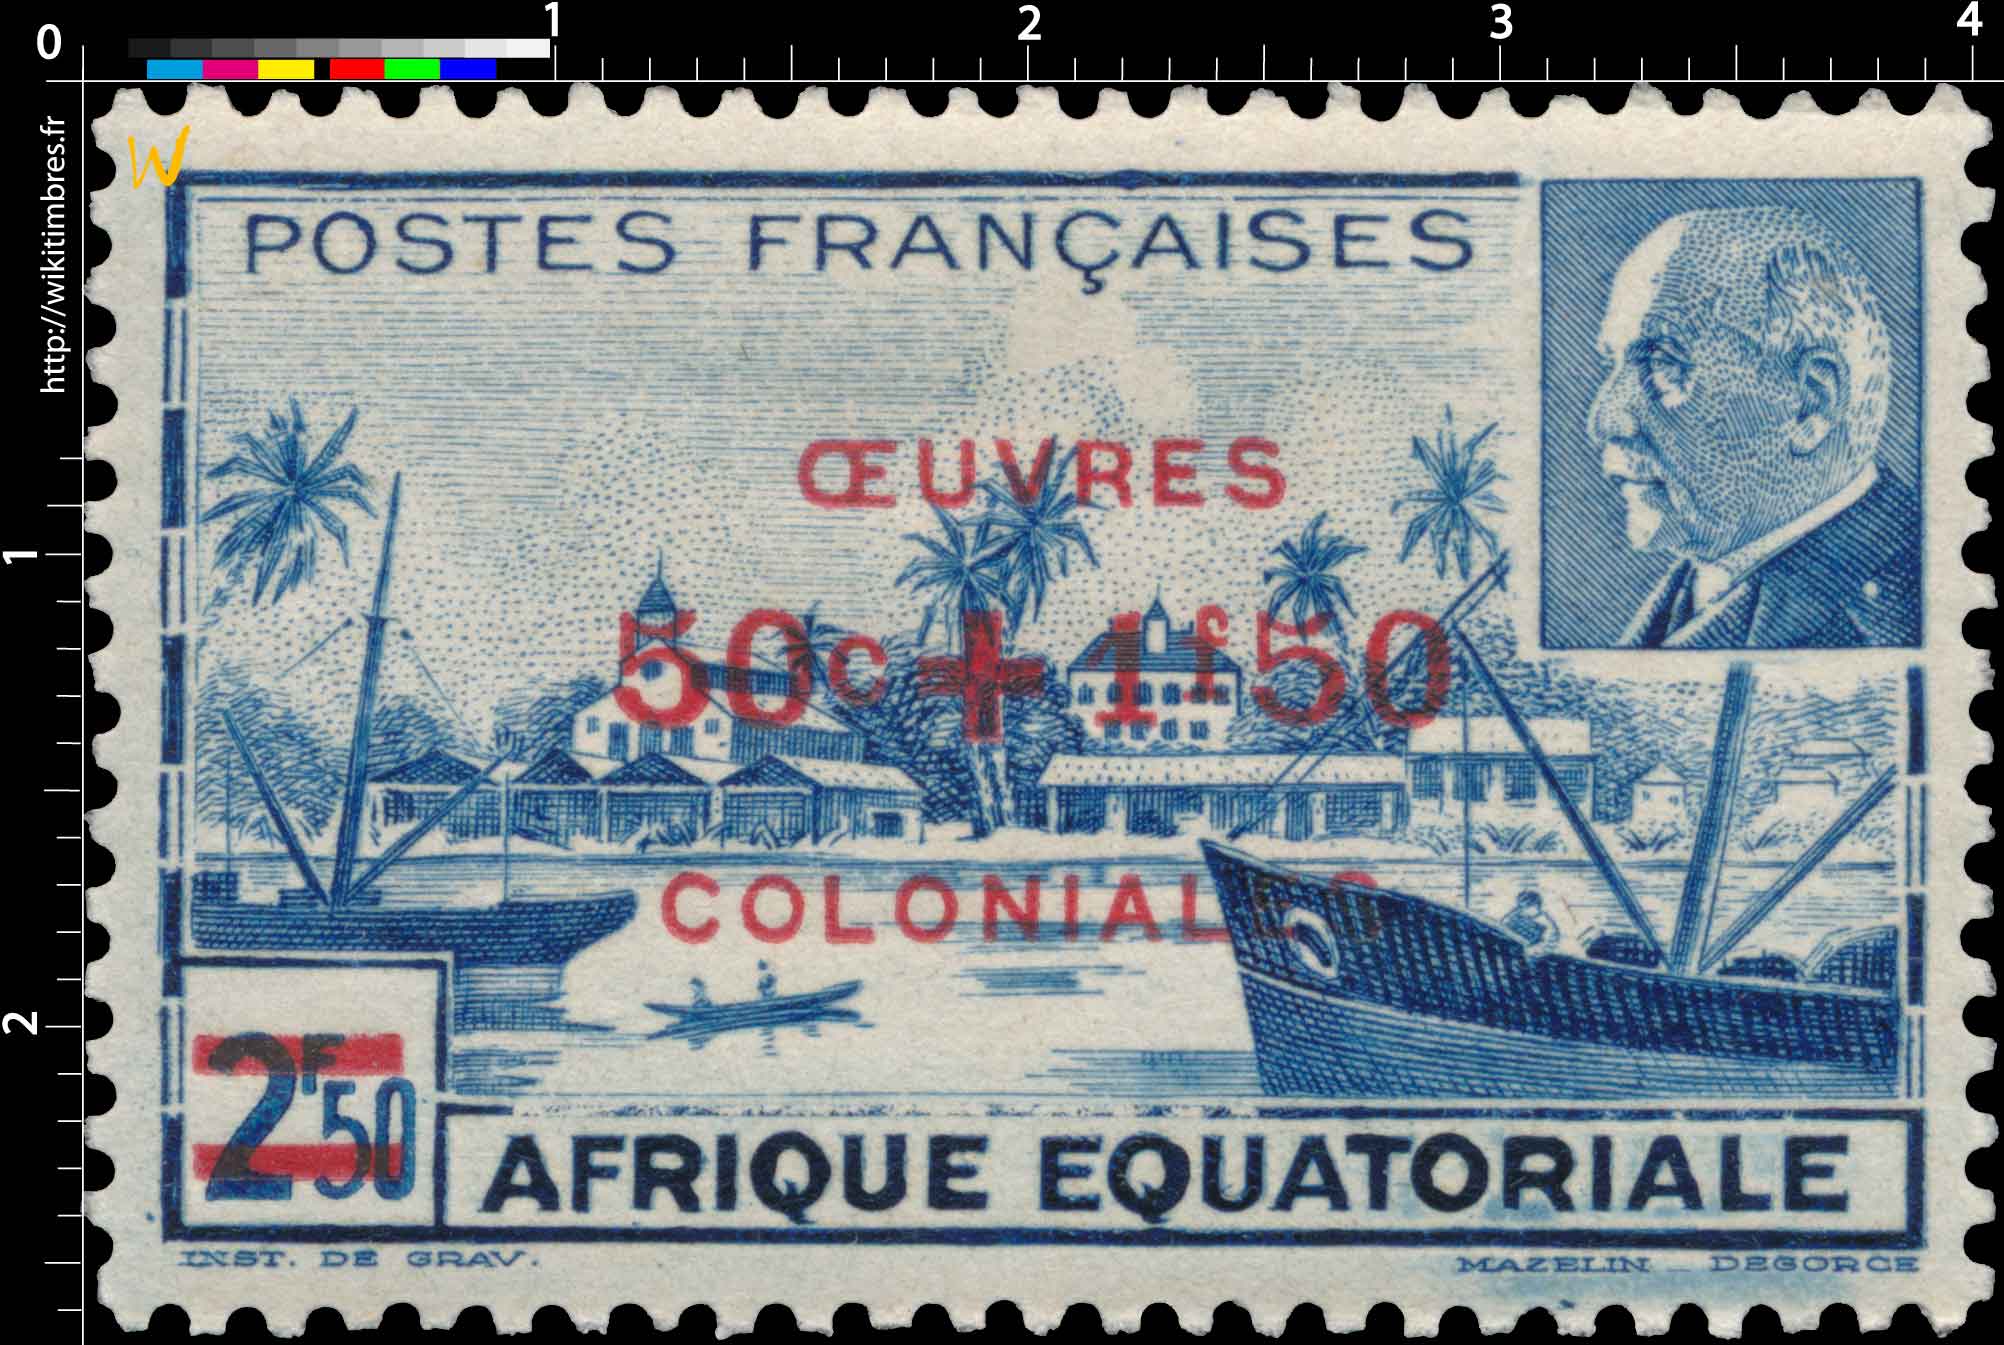 0 1 2 3 4
http://wikitimbres.fr
W
POSTES FRANÇAISES
ŒUVRES
50c + 1f50
1
COLONIALES
2
2F50
AFRIQUE EQUATORIALE
INST. DE GRAV.
MAZELIN _ DEGORCE